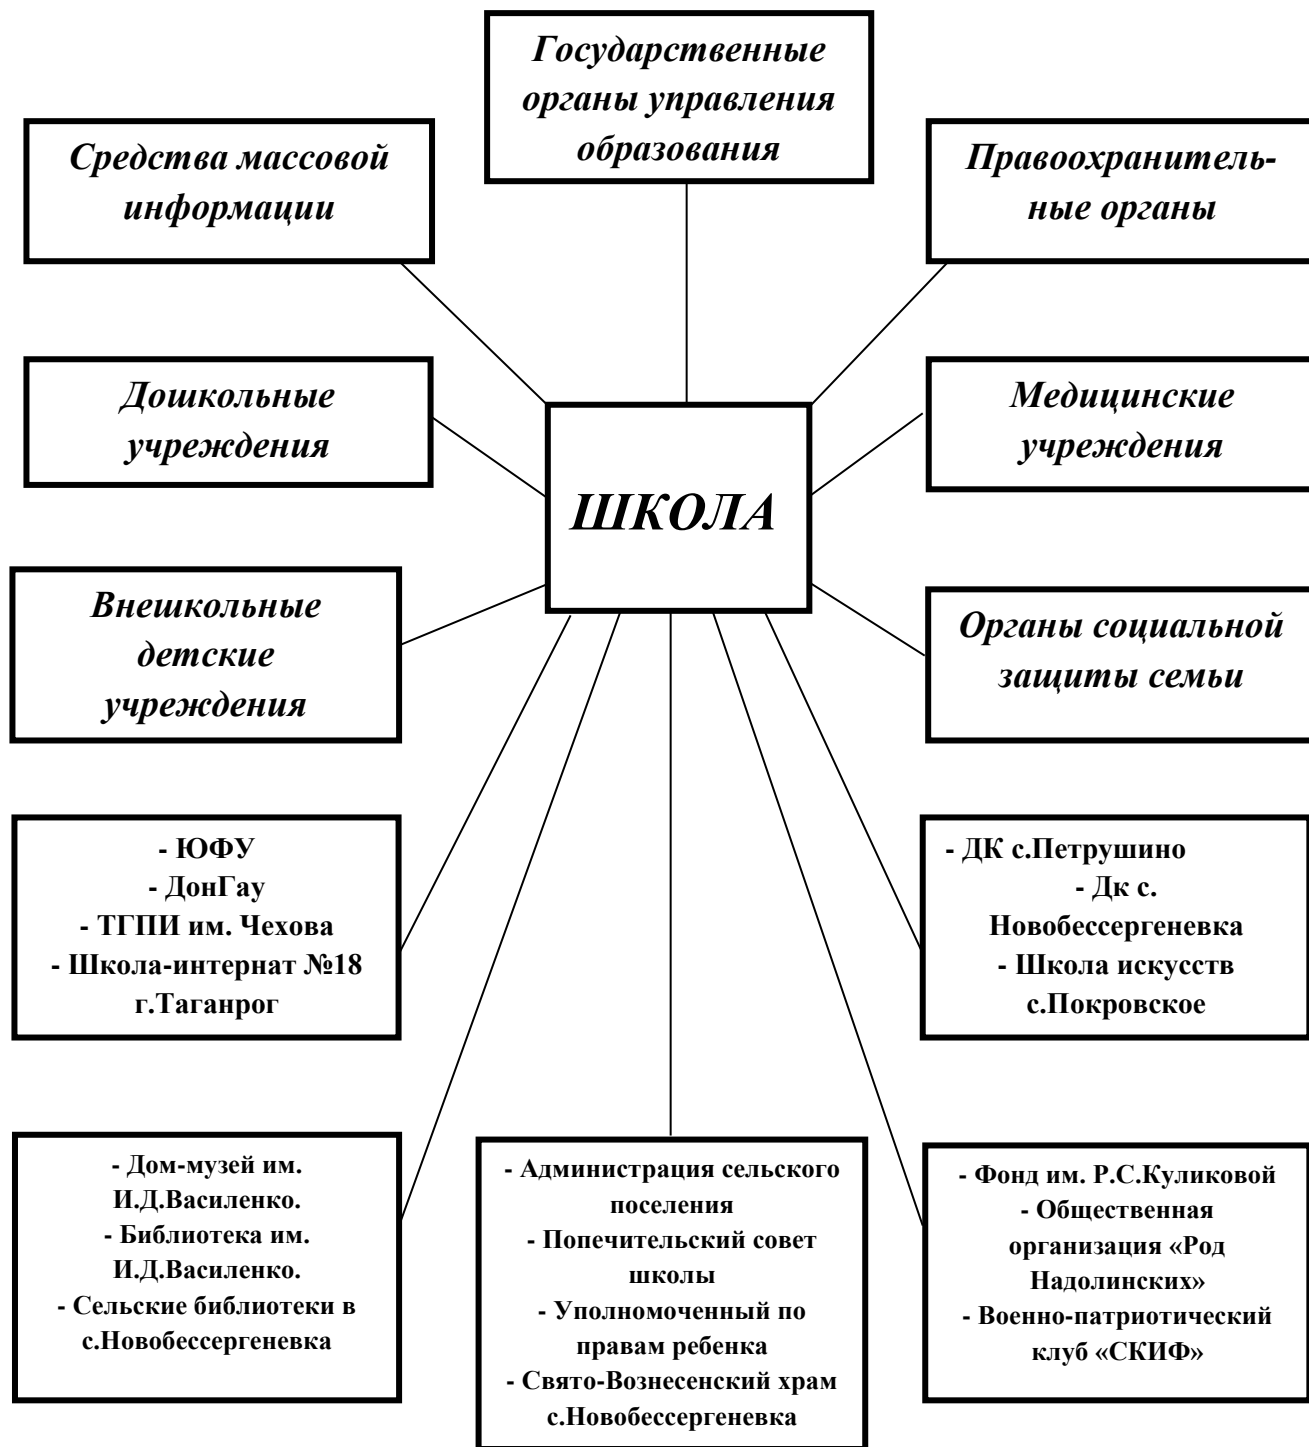 Государственные
органы управления
образования
Средства массовой
информации
Правоохранитель-
ные органы
Дошкольные
учреждения
Медицинские
учреждения
ШКОЛА
Внешкольные
детские
учреждения
Органы социальной
защиты семьи
- ЮФУ
- ДонГау
- ТГПИ им. Чехова
- Школа-интернат №18
г.Таганрог
- ДК с.Петрушино
- Дк с.
Новобессергеневка
- Школа искусств
с.Покровское
- Дом-музей им.
И.Д.Василенко.
- Библиотека им.
И.Д.Василенко.
- Сельские библиотеки в
с.Новобессергеневка
- Администрация сельского
поселения
- Попечительский совет
школы
- Уполномоченный по
правам ребенка
- Свято-Вознесенский храм
с.Новобессергеневка
- Фонд им. Р.С.Куликовой
- Общественная
организация «Род
Надолинских»
- Военно-патриотический
клуб «СКИФ»